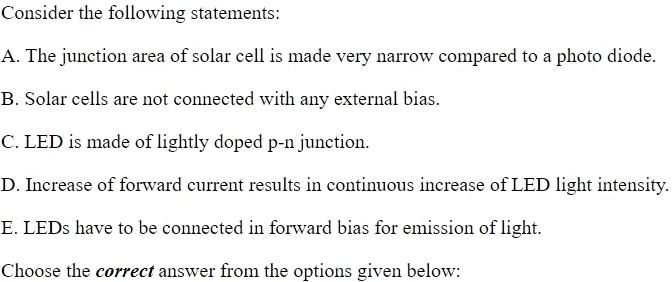 Consider the following statements:
A. The junction area of solar cell is made very narrow compared to a photo diode.
B. Solar cells are not connected with any external bias.
C. LED is made of lightly doped p-n junction.
D. Increase of forward current results in continuous increase of LED light intensity.
E. LEDs have to be connected in forward bias for emission of light.
Choose the correct answer from the options given below: